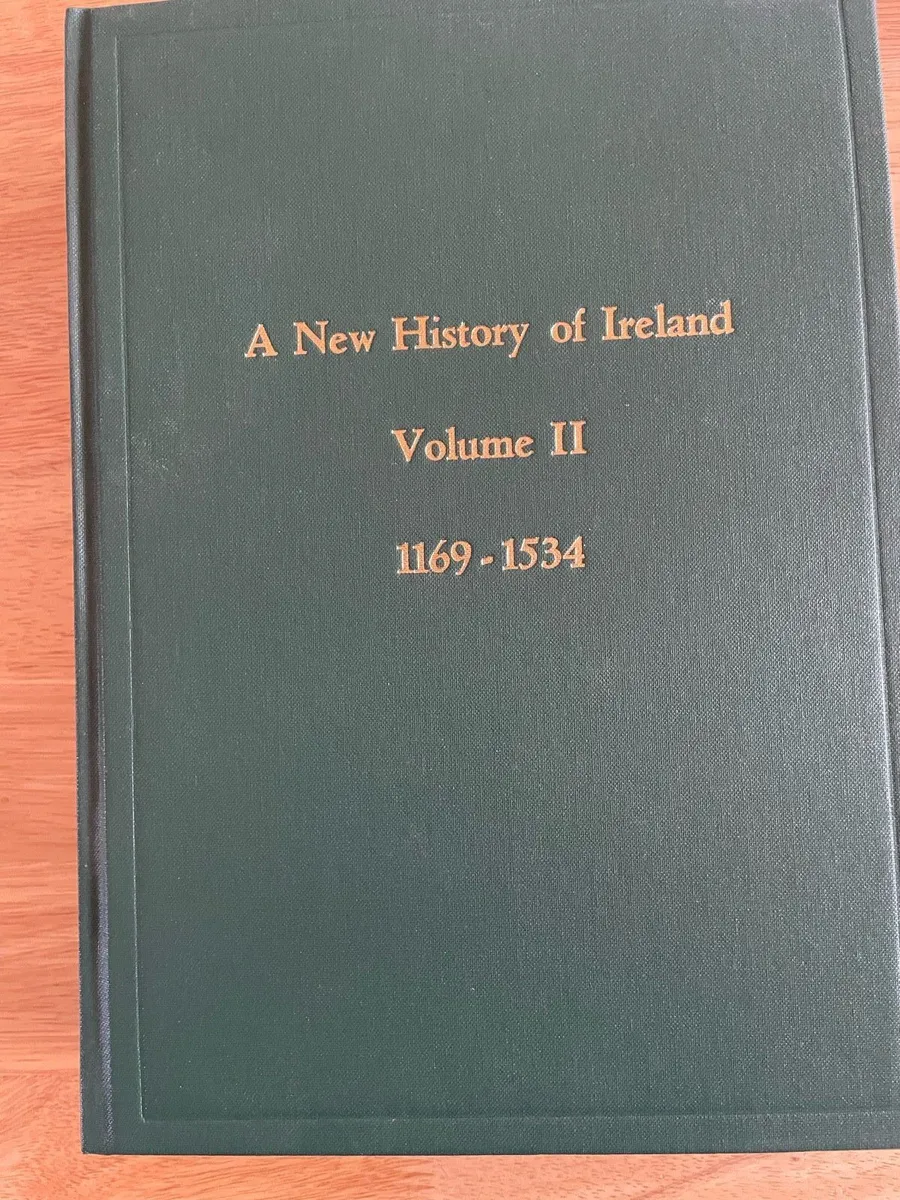 A New History of Ireland
Volume II
1169-1534